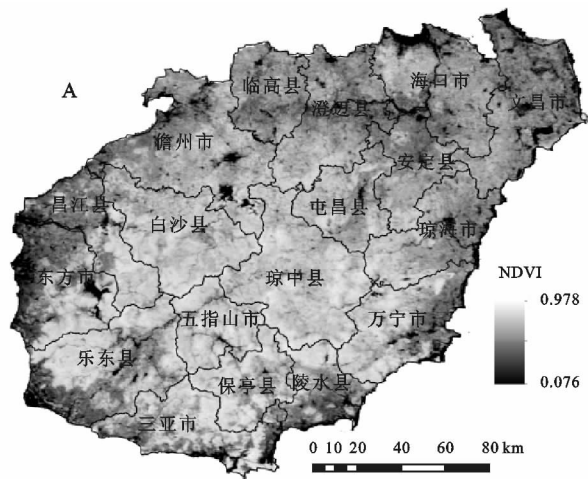 A
临高县
澄迈县
海口市
文昌市
儋州市
安定县
昌江县
白沙县
屯昌县
琼海市
东方市
琼中县
NDVI
0.978
0.076
五指山市
万宁市
乐东县
保亭县
陵水县
三亚市
0 10 20 40 60 80 km